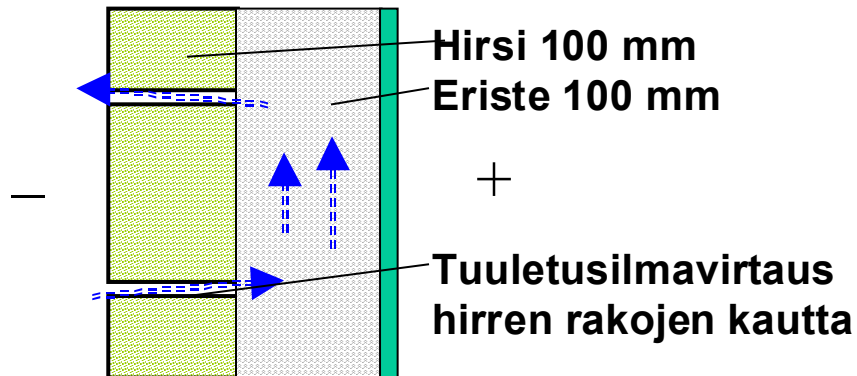 Hirsi 100 mm
Eriste 100 mm
–
+
Tuuletusilmavirtaus
hirren rakojen kautta